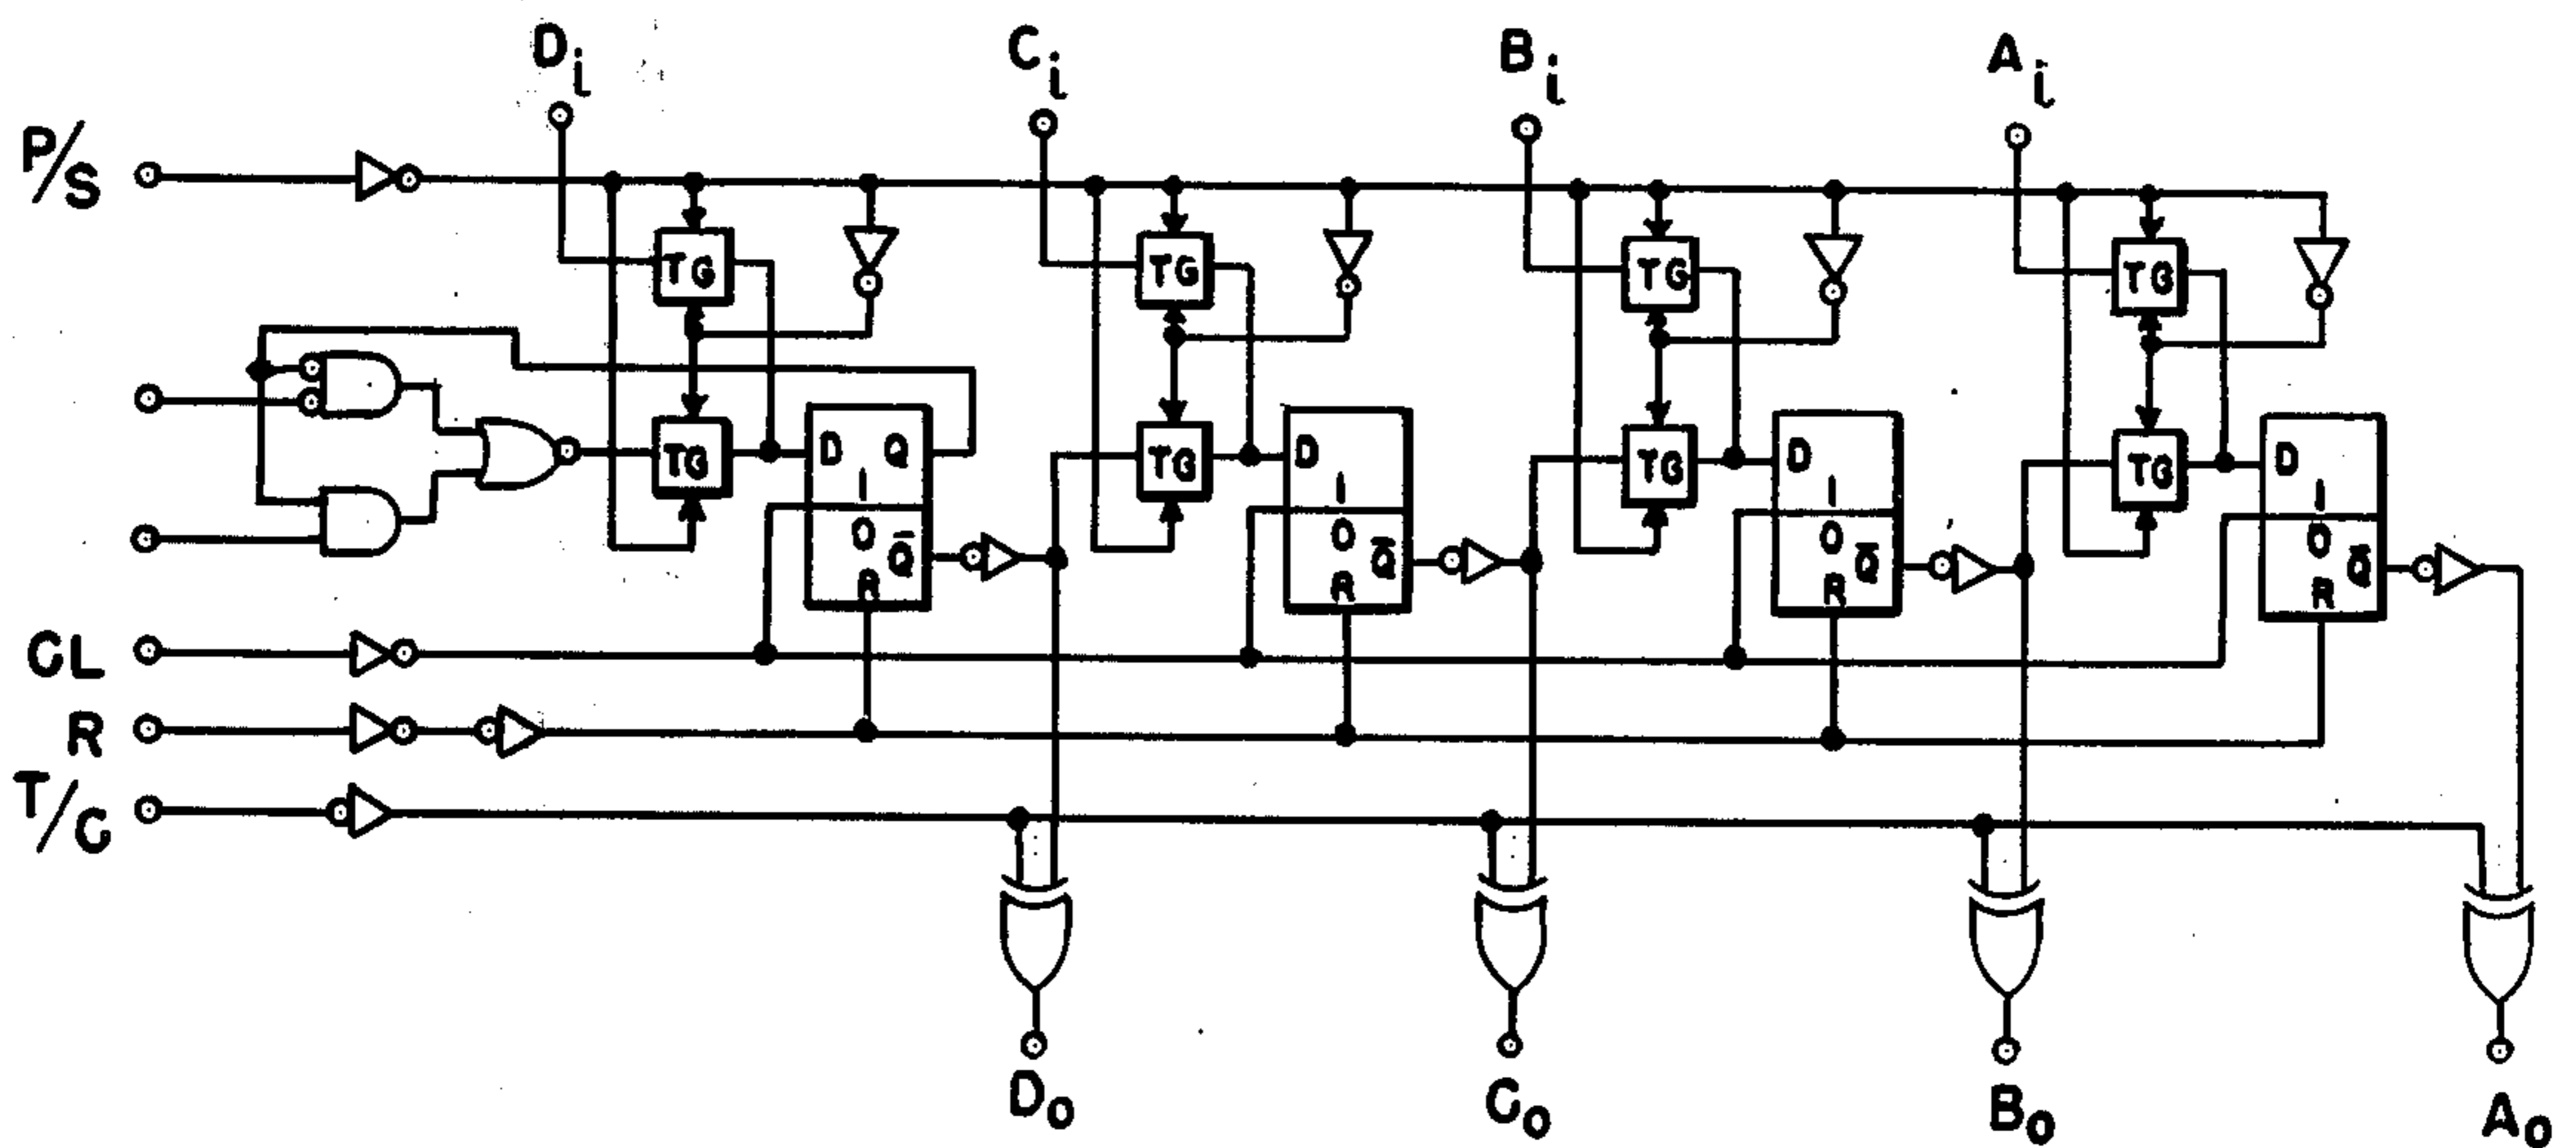 Di
Ci
Bi
Ai
P/S
TG
TG
TG
TG
TG
TG
TG
TG
D Q
1
0
R Q̅
D
1
0
R Q̅
D
1
0
R Q̅
D
1
0
R Q̅
CL
R
T/C
Do
Co
Bo
Ao